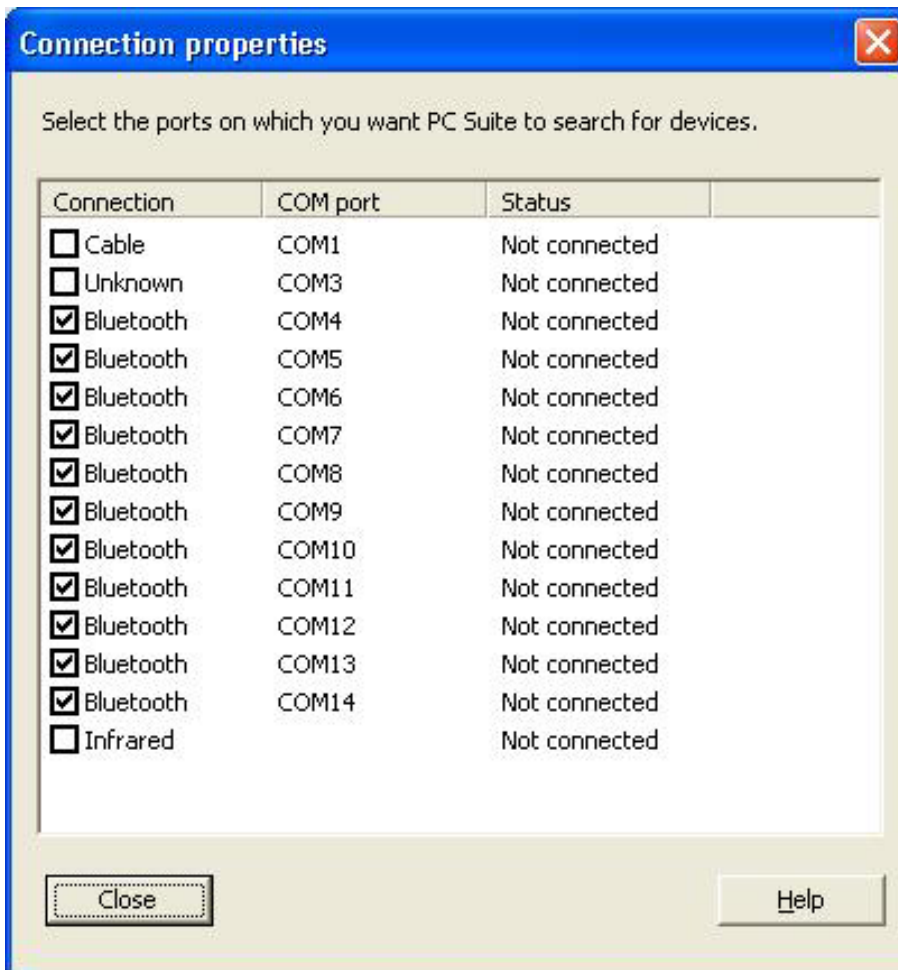 Connection properties
Select the ports on which you want PC Suite to search for devices.
Connection COM port Status
Cable COM1 Not connected
Unknown COM3 Not connected
Bluetooth COM4 Not connected
Bluetooth COM5 Not connected
Bluetooth COM6 Not connected
Bluetooth COM7 Not connected
Bluetooth COM8 Not connected
Bluetooth COM9 Not connected
Bluetooth COM10 Not connected
Bluetooth COM11 Not connected
Bluetooth COM12 Not connected
Bluetooth COM13 Not connected
Bluetooth COM14 Not connected
Infrared Not connected
Close Help